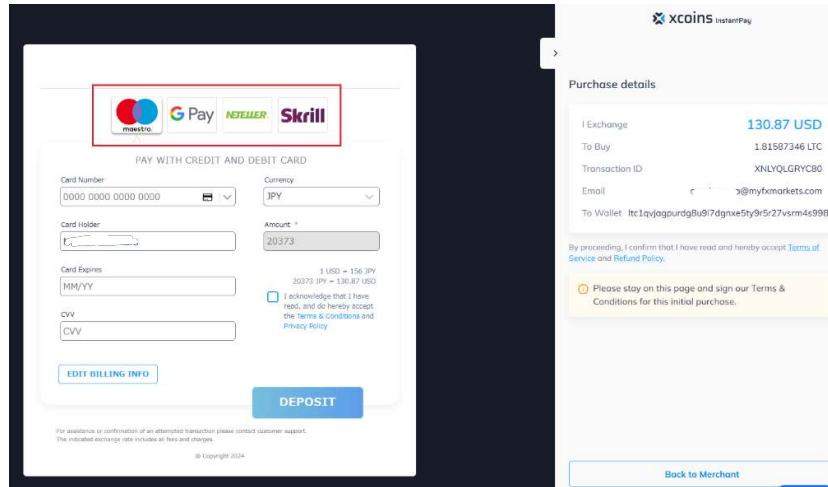 maestro
G Pay
NETELLER
Skrill
PAY WITH CREDIT AND DEBIT CARD
Card Number
Currency
0000 0000 0000 0000
JPY
Card Holder
Amount *
20373
Card Expires
MM/YY
1 USD = 156 JPY
20373 JPY = 130.87 USD
I acknowledge that I have
read, and do hereby accept
the Terms & Conditions and
Privacy Policy
CVV
CVV
EDIT BILLING INFO
DEPOSIT
For assistance or confirmation of an attempted transaction please contact customer support.
The indicated exchange rate includes all fees and charges.
© Copyright 2024
xcoins InstantPay
Purchase details
I Exchange
130.87 USD
To Buy
1.81587346 LTC
Transaction ID
XNLYQLGRYC80
Email
@myfxmarkets.com
To Wallet
By proceeding, I confirm that I have read and hereby accept Terms of
Service and Refund Policy.
Please stay on this page and sign our Terms &
Conditions for this initial purchase.
Back to Merchant